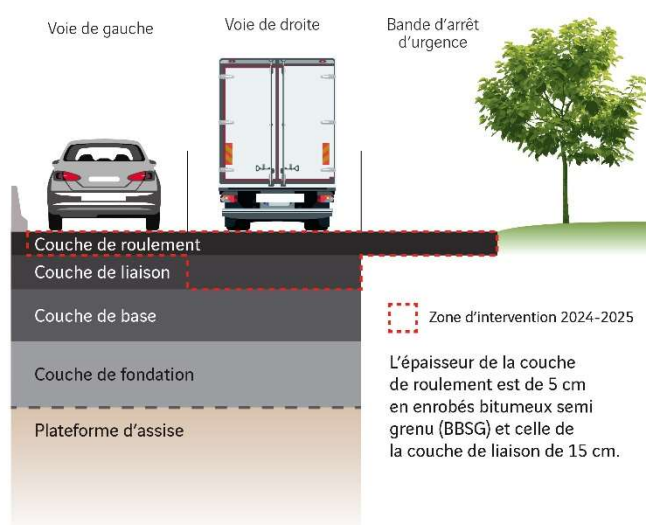 Voie de gauche
Voie de droite
Bande d'arrêt
d'urgence
Couche de roulement
Couche de liaison
Couche de base
Couche de fondation
Plateforme d'assise
Zone d'intervention 2024-2025
L'épaisseur de la couche
de roulement est de 5 cm
en enrobés bitumeux semi
grenu (BBSG) et celle de
la couche de liaison de 15 cm.